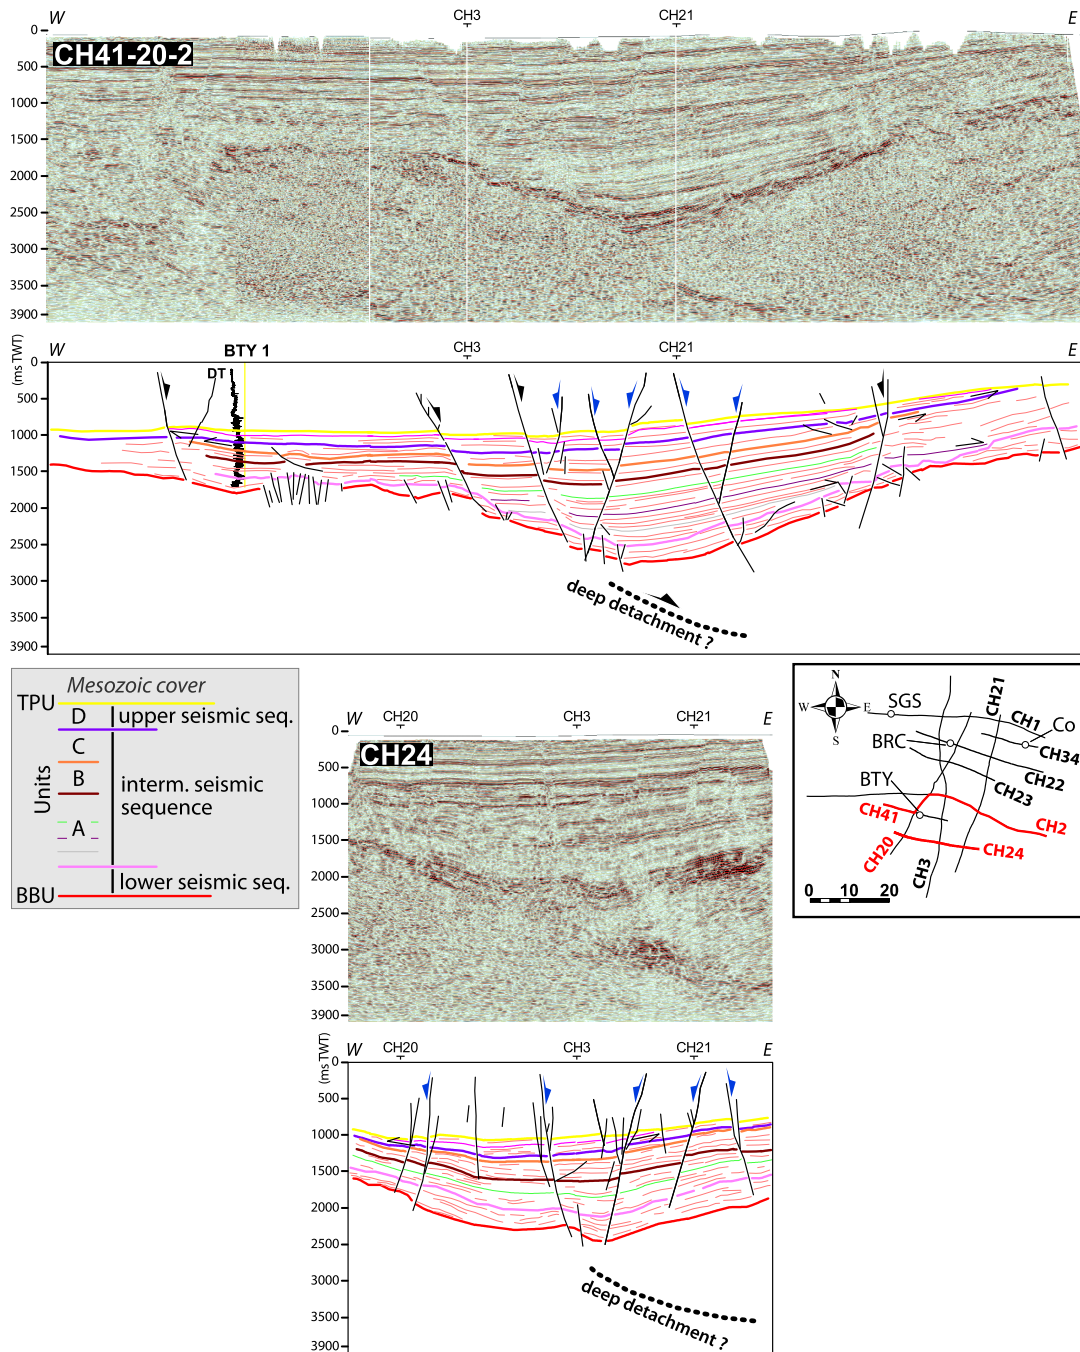 W CH3 CH21 E
CH41-20-2
0
500
1000
1500
2000
2500
3000
3500
3900
W BTY 1 CH3 CH21 E
(ms TWT)
DT
0
500
1000
1500
2000
2500
3000
3500
3900
deep detachment ?
Mesozoic cover
TPU
D upper seismic seq.
C
B interm. seismic
sequence
A
Units
lower seismic seq.
BBU
W CH20 CH3 CH21 E
CH24
0
500
1000
1500
2000
2500
3000
3500
3900
N
W E
S
SGS
CH21
CH1
Co
BRC
CH34
CH22
CH23
BTY
CH41
CH2
CH20
CH3
CH24
0 10 20
W CH20 CH3 CH21 E
(ms TWT)
0
500
1000
1500
2000
2500
3000
3500
3900
deep detachment ?